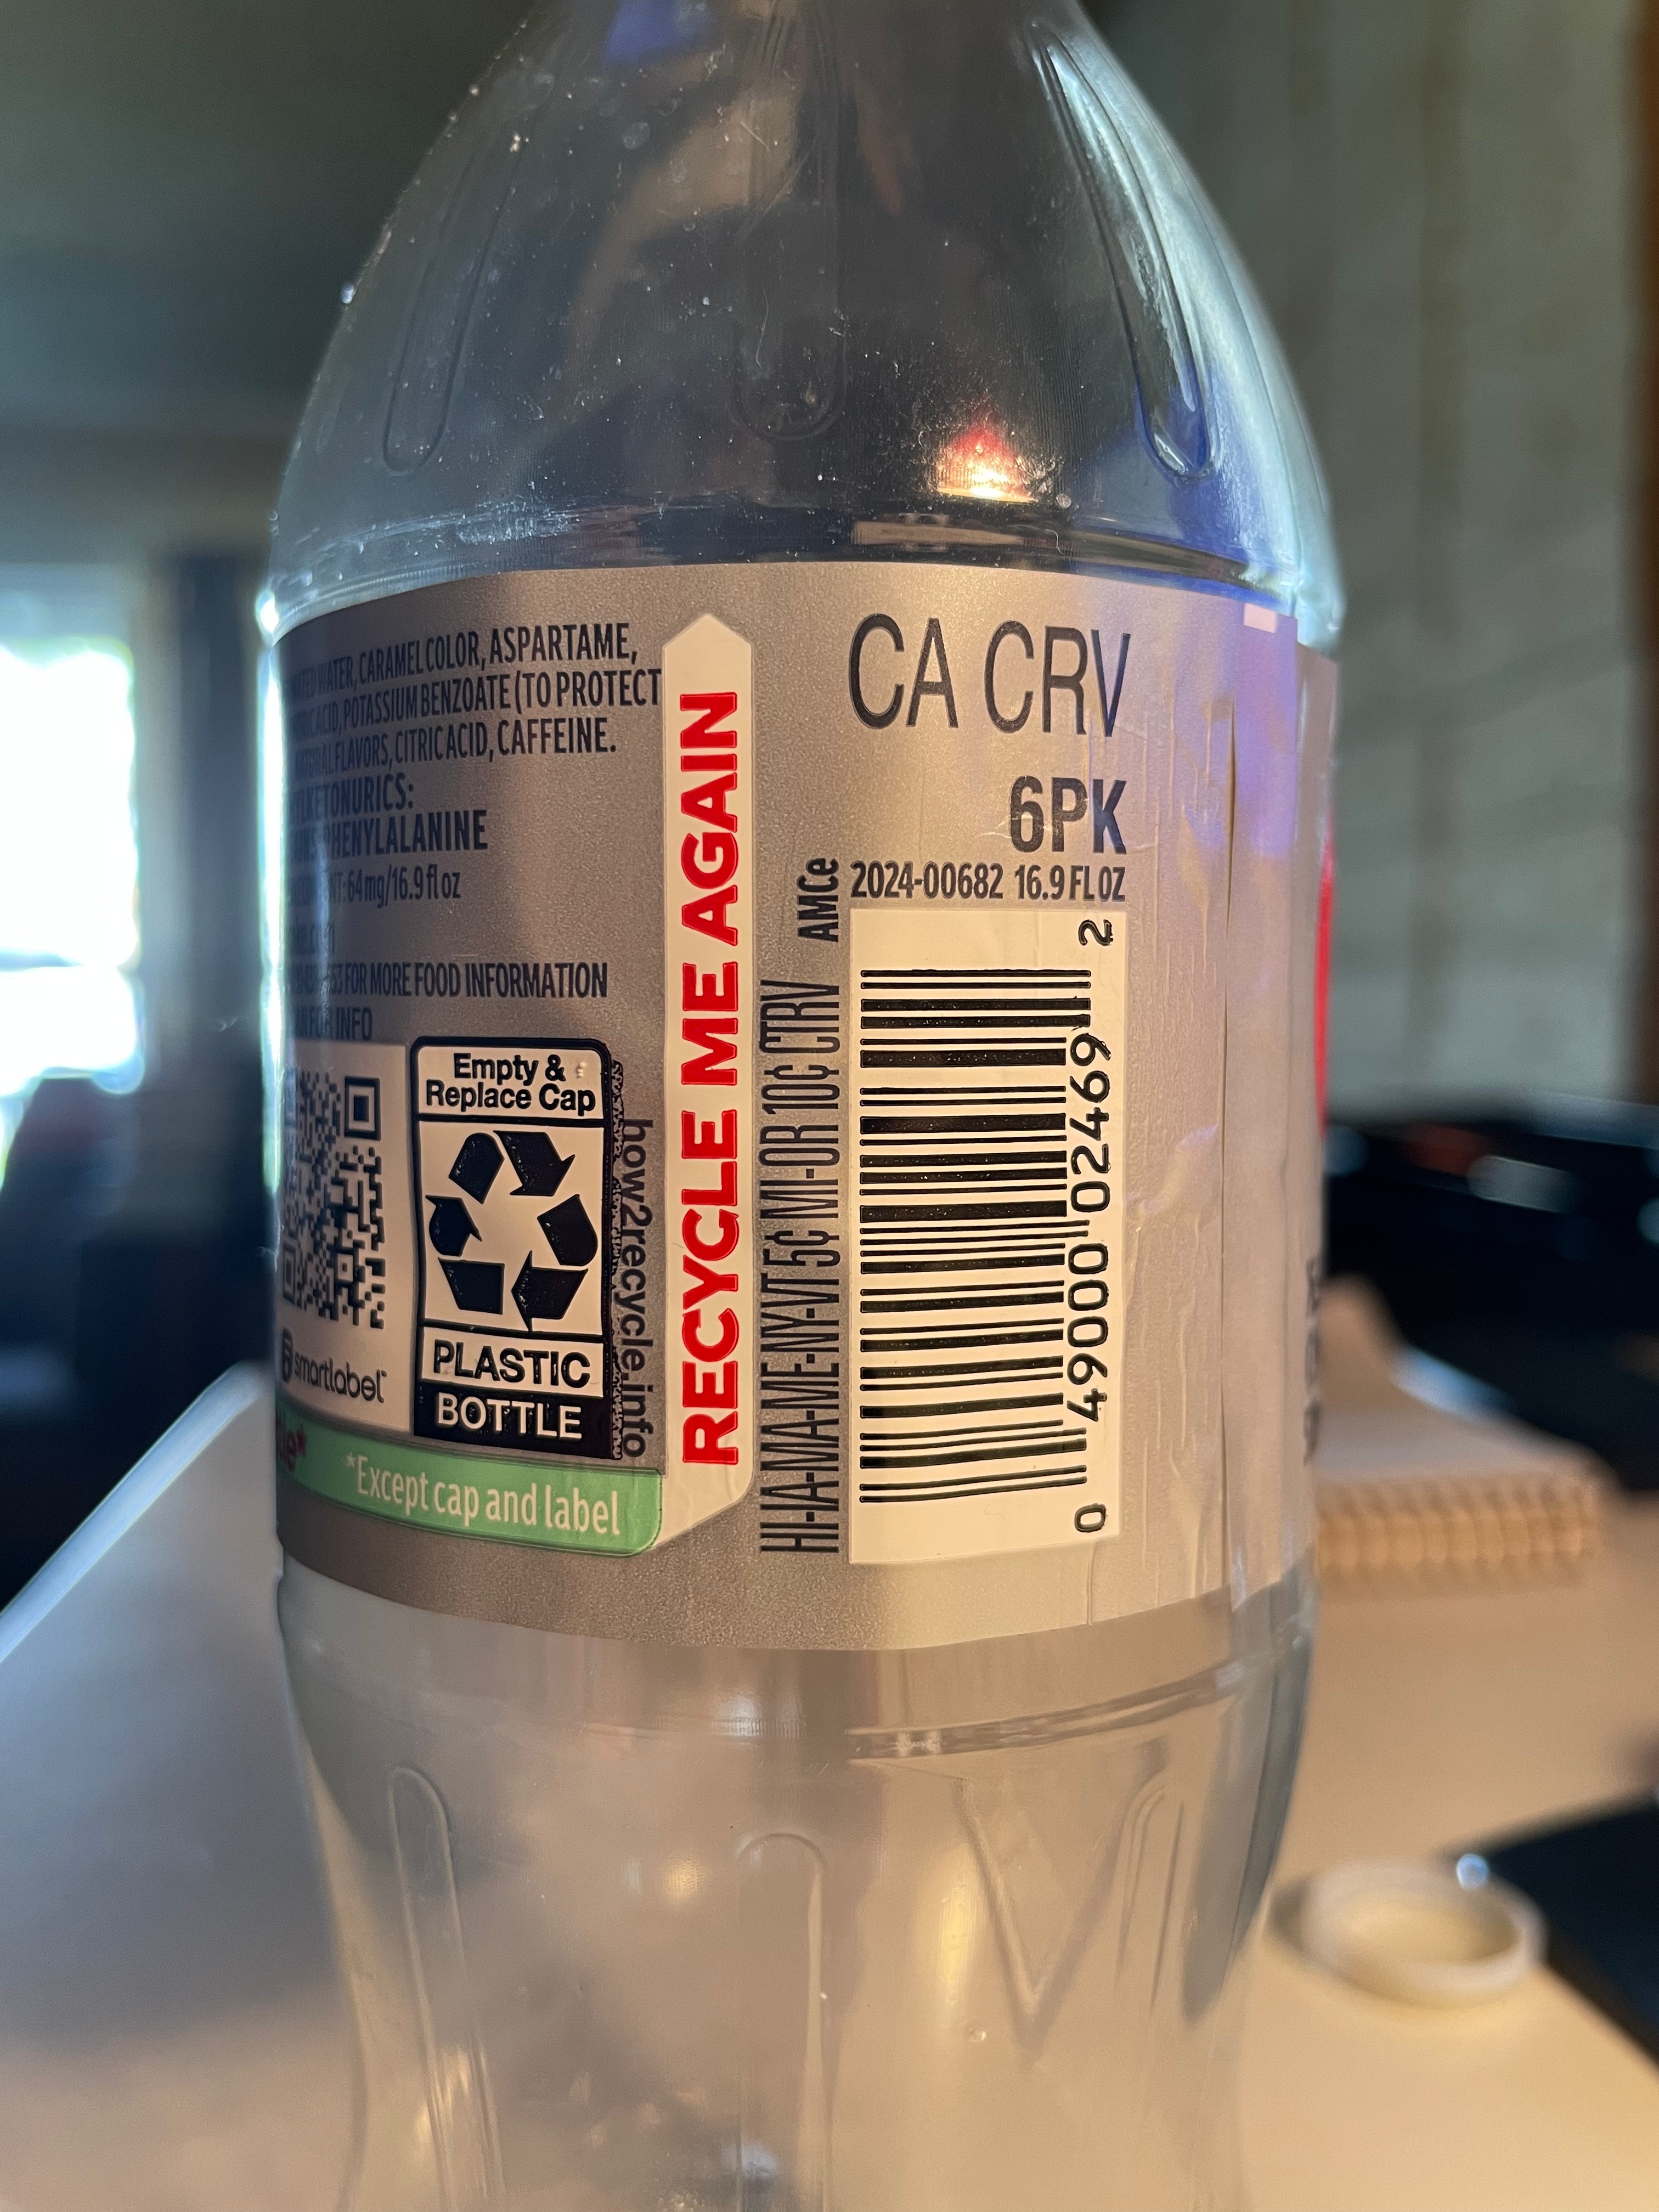 WATER, CARAMEL COLOR, ASPARTAME,
ACID, POTASSIUM BENZOATE (TO PROTECT
NATURAL FLAVORS, CITRIC ACID, CAFFEINE.
PHENYLALANINE
64mg/16.9 fl oz
FOR MORE FOOD INFORMATION
INFO
Empty &
Replace Cap
PLASTIC
BOTTLE
how2recycle.info
smartlabel™
*Except cap and label
RECYCLE ME AGAIN
CA CRV
6PK
2024-00682 16.9 FL OZ
AMCe
HI-IA-MA-ME-NY-VT 5¢ MI-OR 10¢ CTRV
0 49000 02469 2